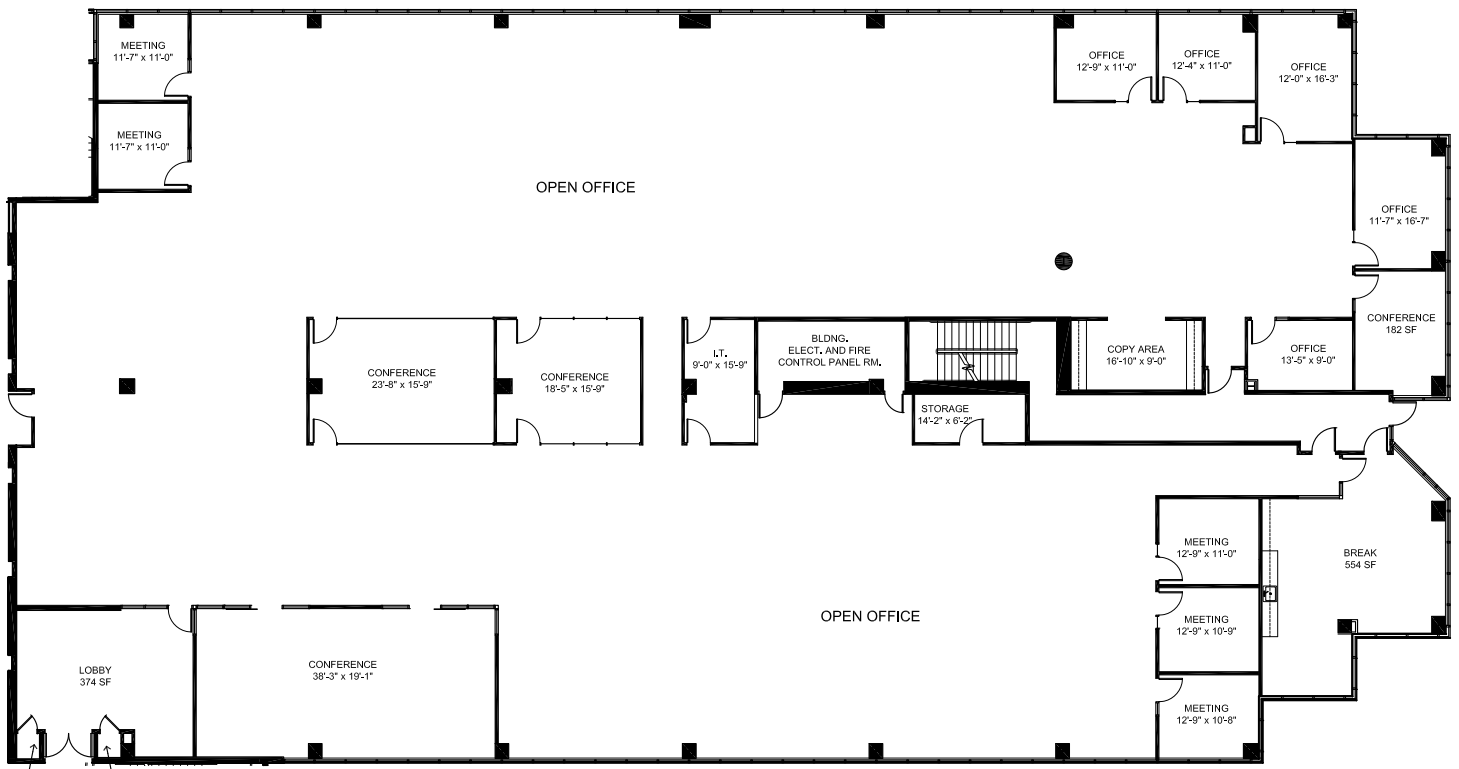 MEETING
11'-7" x 11'-0"
OFFICE
12'-9" x 11'-0"
OFFICE
12'-4" x 11'-0"
OFFICE
12'-0" x 16'-3"
MEETING
11'-7" x 11'-0"
OPEN OFFICE
OFFICE
11'-7" x 16'-7"
CONFERENCE
182 SF
CONFERENCE
23'-8" x 15'-9"
CONFERENCE
18'-5" x 15'-9"
I.T.
9'-0" x 15'-9"
BLDNG.
ELECT. AND FIRE
CONTROL PANEL RM.
COPY AREA
16'-10" x 9'-0"
OFFICE
13'-5" x 9'-0"
STORAGE
14'-2" x 6'-2"
MEETING
12'-9" x 11'-0"
BREAK
554 SF
OPEN OFFICE
MEETING
12'-9" x 10'-9"
LOBBY
374 SF
CONFERENCE
38'-3" x 19'-1"
MEETING
12'-9" x 10'-8"